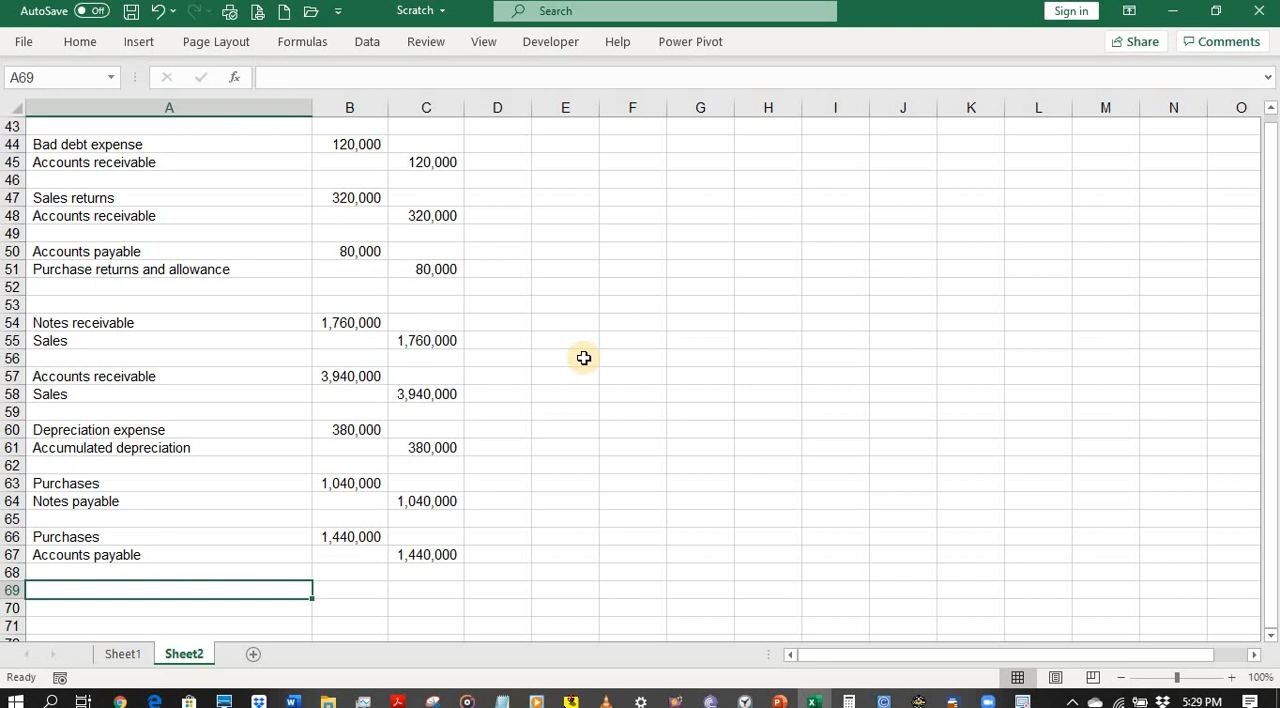 AutoSave Off Scratch Search Sign in
File Home Insert Page Layout Formulas Data Review View Developer Help Power Pivot Share Comments
A69 fx
A B C D E F G H I J K L M N O
43
44 Bad debt expense 120,000
45 Accounts receivable 120,000
46
47 Sales returns 320,000
48 Accounts receivable 320,000
49
50 Accounts payable 80,000
51 Purchase returns and allowance 80,000
52
53
54 Notes receivable 1,760,000
55 Sales 1,760,000
56
57 Accounts receivable 3,940,000
58 Sales 3,940,000
59
60 Depreciation expense 380,000
61 Accumulated depreciation 380,000
62
63 Purchases 1,040,000
64 Notes payable 1,040,000
65
66 Purchases 1,440,000
67 Accounts payable 1,440,000
68
69
70
71
Sheet1 Sheet2
Ready 100%
5:29 PM